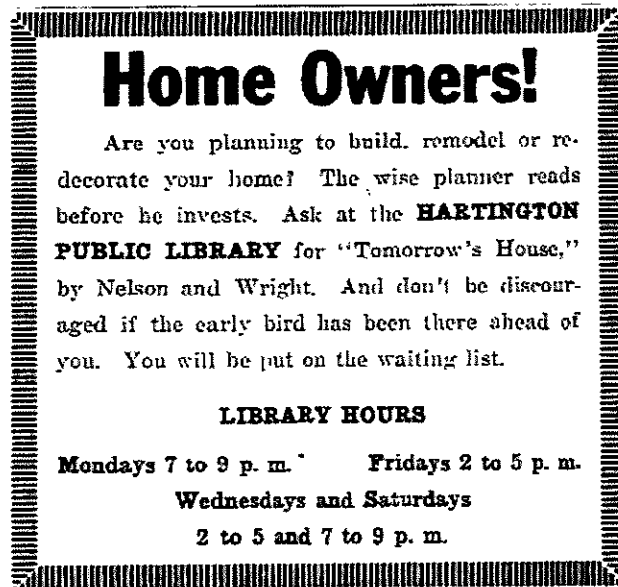 Home Owners!
Are you planning to build, remodel or re-
decorate your home? The wise planner reads
before he invests. Ask at the HARTINGTON
PUBLIC LIBRARY for "Tomorrow's House,"
by Nelson and Wright. And don't be discour-
aged if the early bird has been there ahead of
you. You will be put on the waiting list.
LIBRARY HOURS
Mondays 7 to 9 p. m. Fridays 2 to 5 p. m.
Wednesdays and Saturdays
2 to 5 and 7 to 9 p. m.